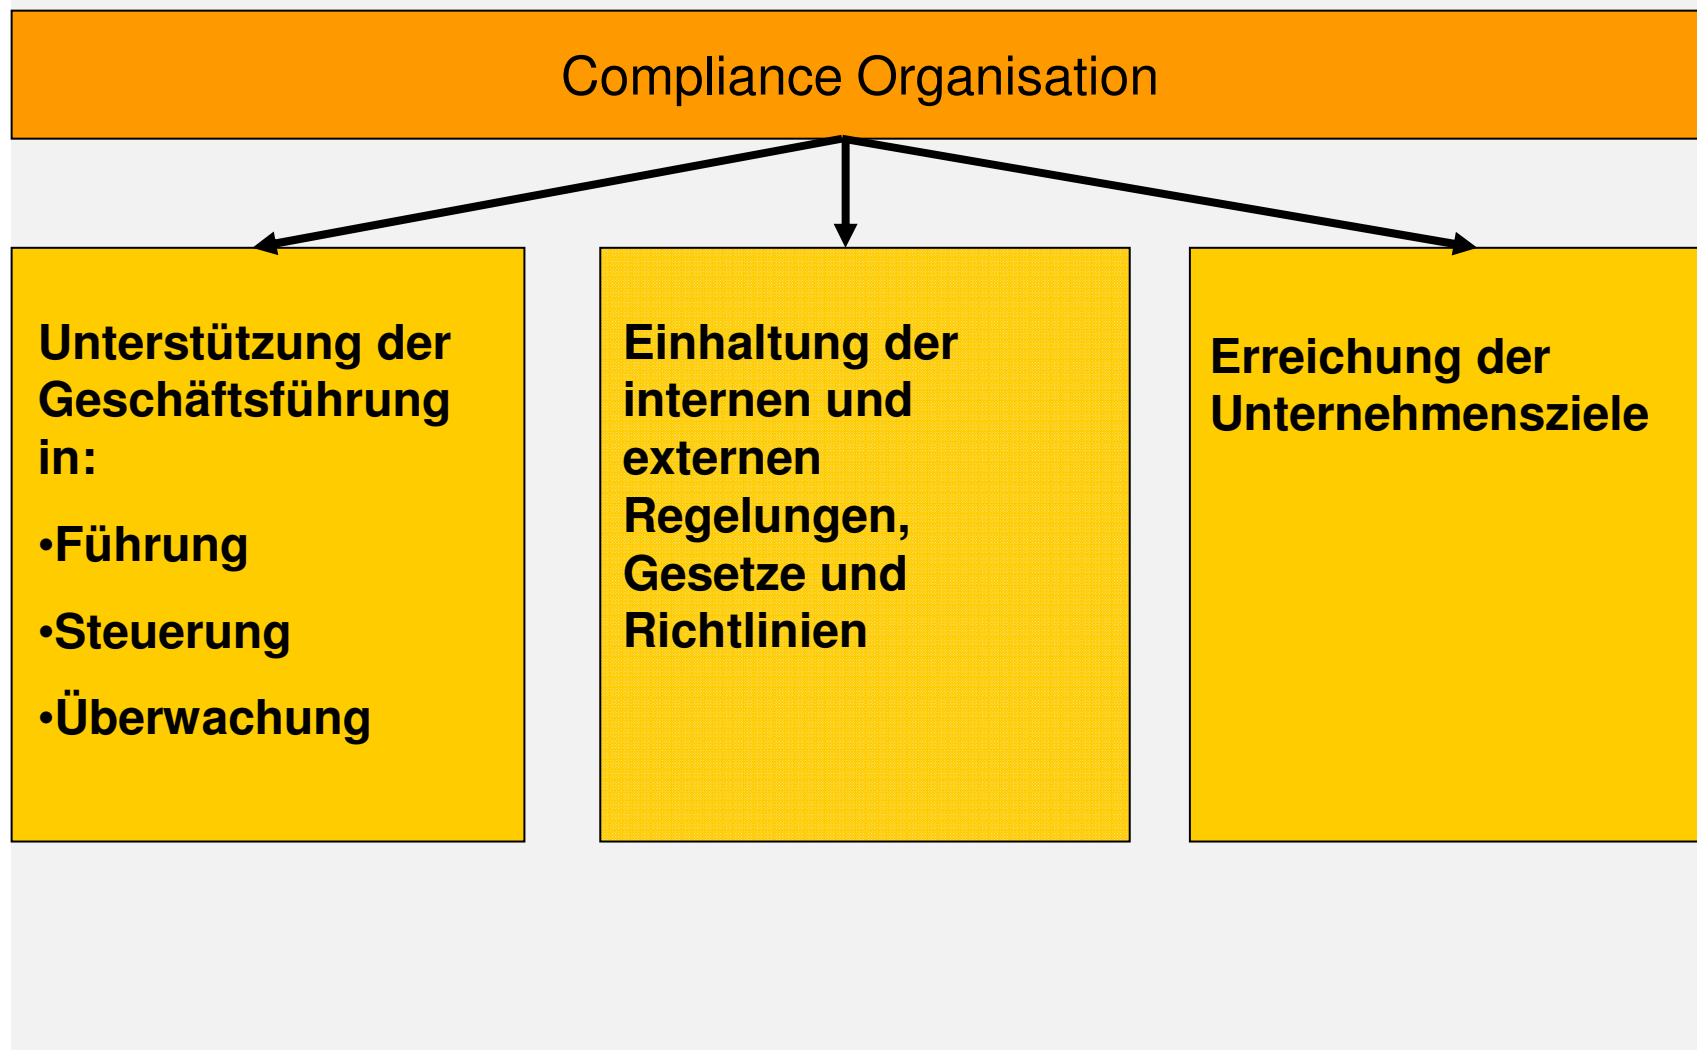 Compliance Organisation
Unterstützung der
Geschäftsführung
in:
•Führung
•Steuerung
•Überwachung
Einhaltung der
internen und
externen
Regelungen,
Gesetze und
Richtlinien
Erreichung der
Unternehmensziele